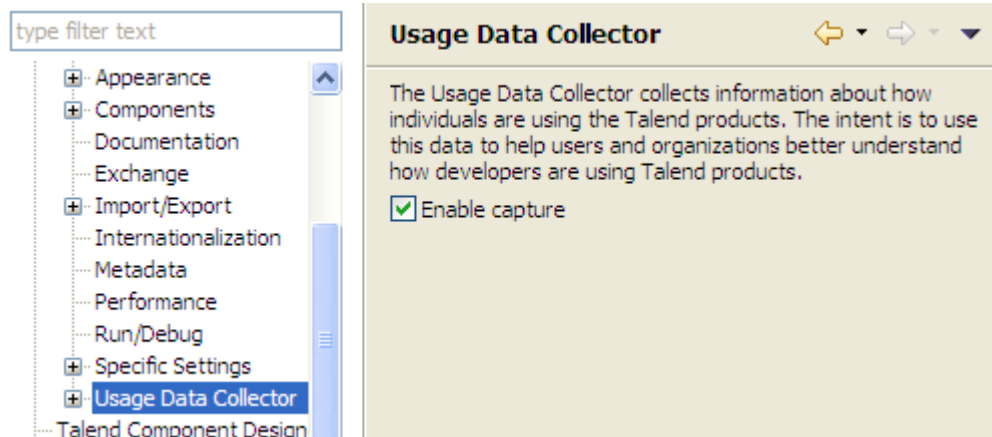 type filter text
Appearance
Components
Documentation
Exchange
Import/Export
Internationalization
Metadata
Performance
Run/Debug
Specific Settings
Usage Data Collector
Talend Component Design
Usage Data Collector
The Usage Data Collector collects information about how
individuals are using the Talend products. The intent is to use
this data to help users and organizations better understand
how developers are using Talend products.
Enable capture